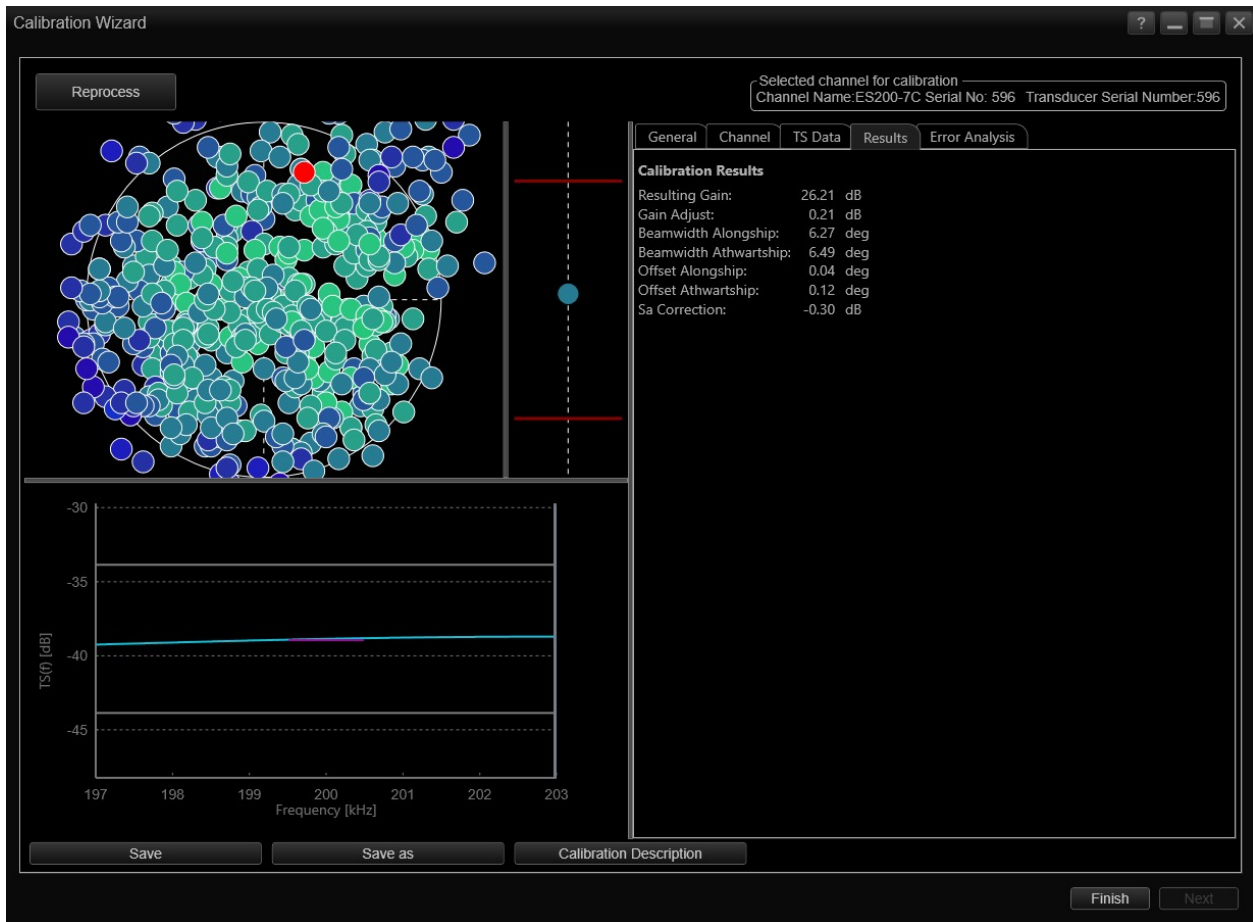 Calibration Wizard
?
Reprocess
Selected channel for calibration
Channel Name:ES200-7C Serial No: 596 Transducer Serial Number:596
General Channel TS Data Results Error Analysis
Calibration Results
Resulting Gain: 26.21 dB
Gain Adjust: 0.21 dB
Beamwidth Alongship: 6.27 deg
Beamwidth Athwartship: 6.49 deg
Offset Alongship: 0.04 deg
Offset Athwartship: 0.12 deg
Sa Correction: -0.30 dB
-30
-35
-40
-45
TS(f) [dB]
197 198 199 200 201 202 203
Frequency [kHz]
Save Save as Calibration Description
Finish Next